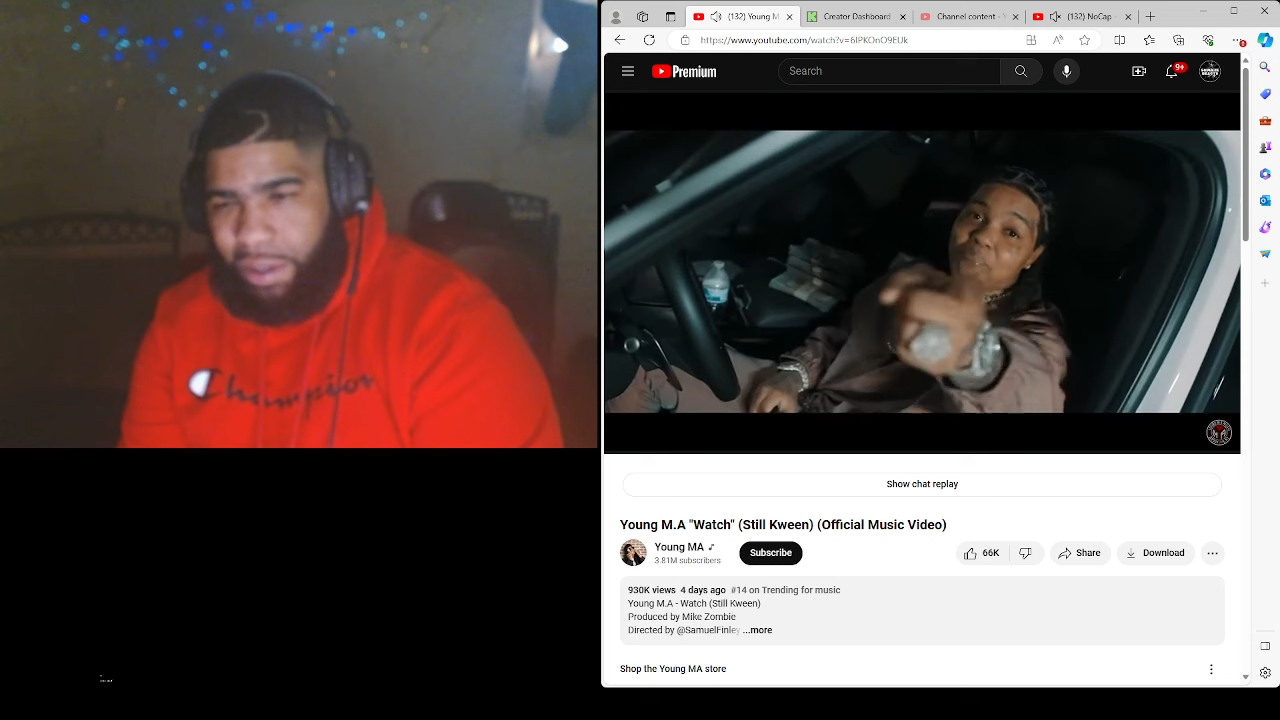 (132) Young M.
Creator Dashboard
Channel content - Y
(132) NoCap -
https://www.youtube.com/watch?v=6IPKOnO9EUk
Premium
Search
9+
Champion
Show chat replay
Young M.A "Watch" (Still Kween) (Official Music Video)
Young MA
3.81M subscribers
Subscribe
66K
Share
Download
930K views 4 days ago #14 on Trending for music
Young M.A - Watch (Still Kween)
Produced by Mike Zombie
Directed by @SamuelFinley ...more
Shop the Young MA store